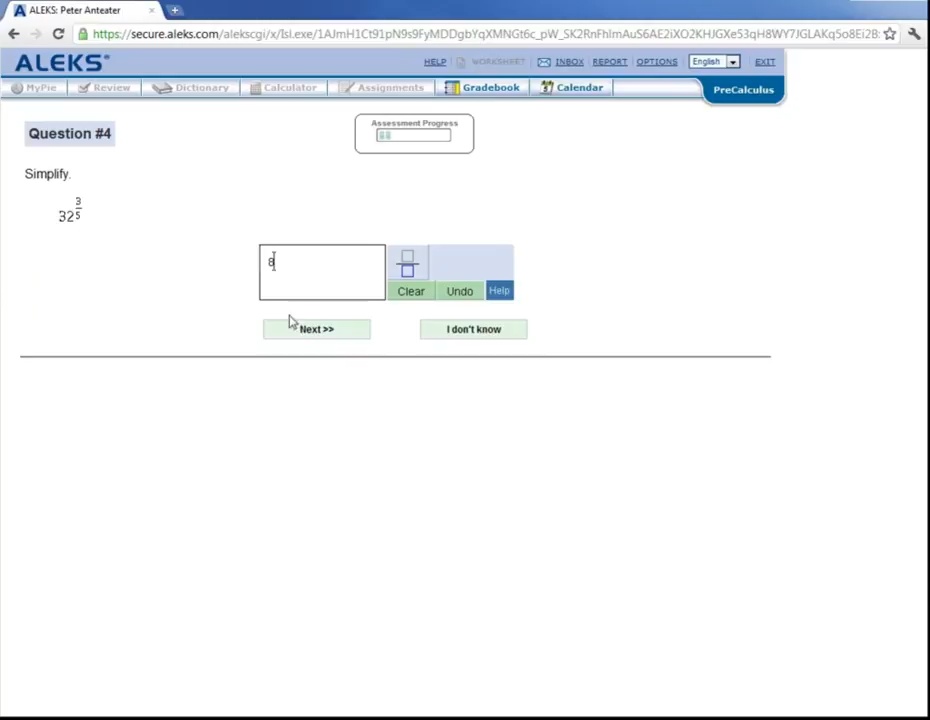 ALEKS: Peter Anteater
https://secure.aleks.com/alekscgi/x/Isl.exe/
ALEKS®
HELP WORKSHEET INBOX REPORT OPTIONS English EXIT
MyPie Review Dictionary Calculator Assignments Gradebook Calendar PreCalculus
Question #4
Assessment Progress
Simplify.
32^(3/5)
8
Clear Undo Help
Next >> I don't know